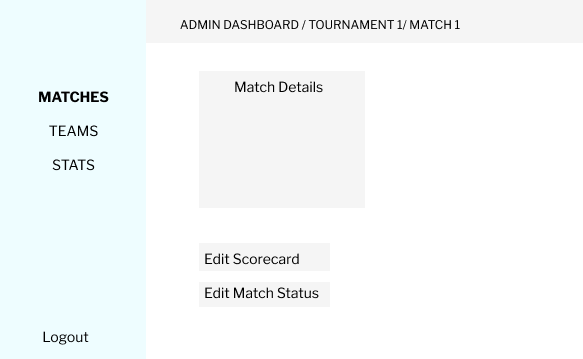 ADMIN DASHBOARD / TOURNAMENT 1/ MATCH 1
MATCHES
TEAMS
STATS
Logout
Match Details
Edit Scorecard
Edit Match Status